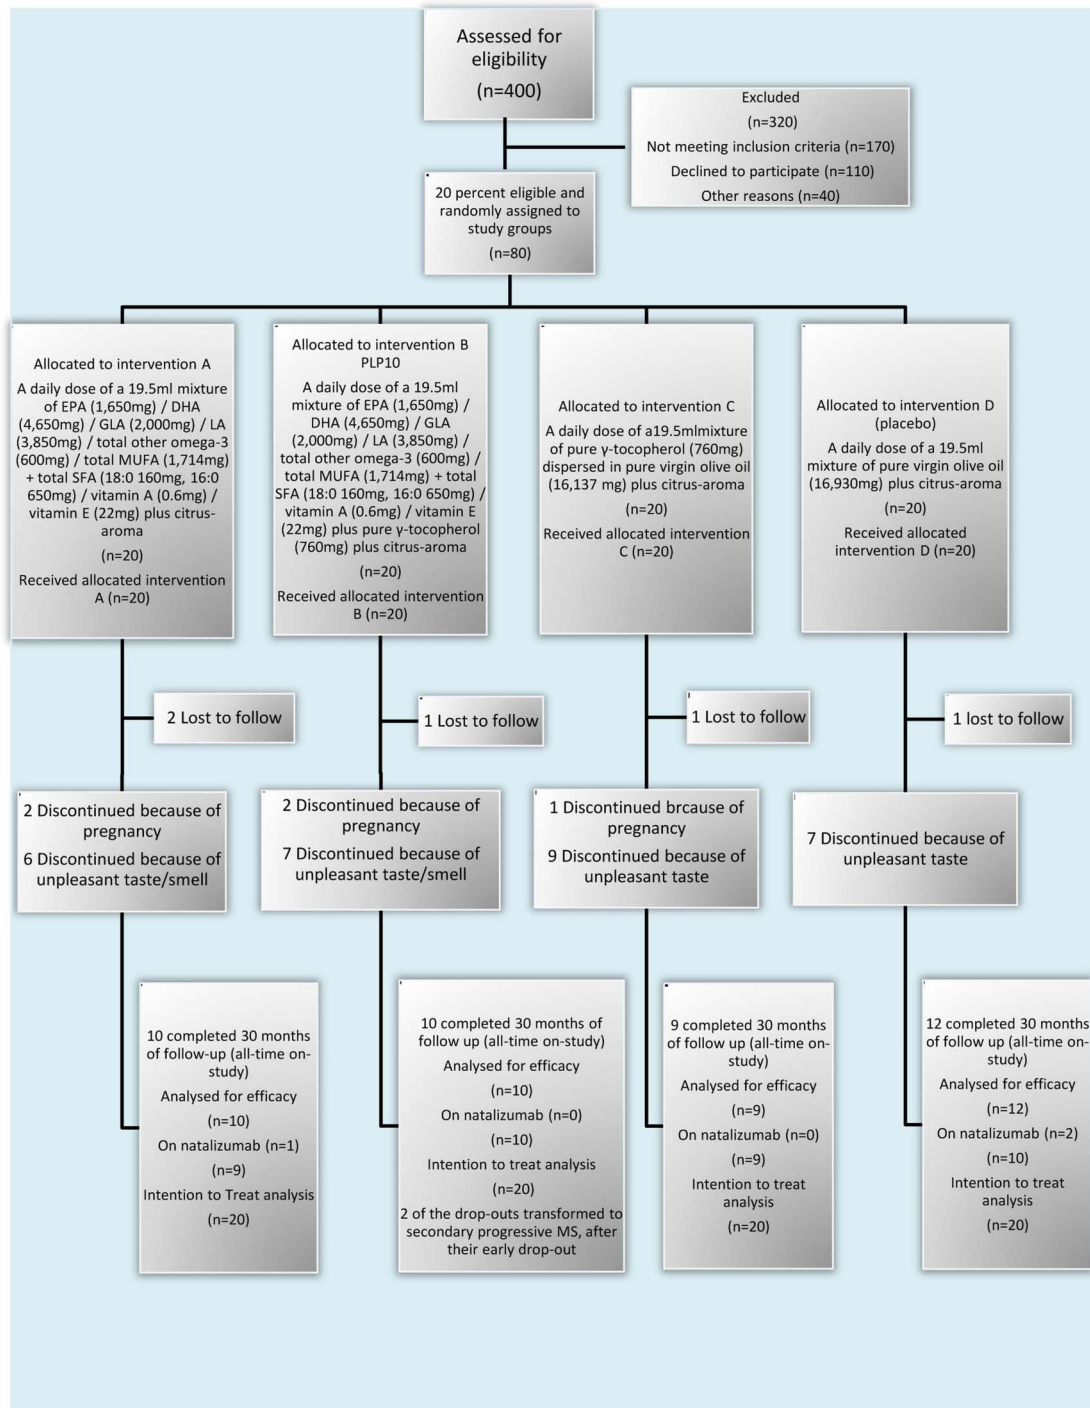 Assessed for
eligibility
(n=400)
Excluded
(n=320)
Not meeting inclusion criteria (n=170)
Declined to participate (n=110)
Other reasons (n=40)
20 percent eligible and
randomly assigned to
study groups
(n=80)
Allocated to intervention A
A daily dose of a 19.5ml mixture
of EPA (1,650mg) / DHA
(4,650mg) / GLA (2,000mg) / LA
(3,850mg) / total other omega-3
(600mg) / total MUFA (1,714mg)
+ total SFA (18:0 160mg, 16:0
650mg) / vitamin A (0.6mg) /
vitamin E (22mg) plus citrus-
aroma
(n=20)
Received allocated intervention
A (n=20)
Allocated to intervention B
PLP10
A daily dose of a 19.5ml
mixture of EPA (1,650mg) /
DHA (4,650mg) / GLA
(2,000mg) / LA (3,850mg) /
total other omega-3 (600mg) /
total MUFA (1,714mg) + total
SFA (18:0 160mg, 16:0 650mg) /
vitamin A (0.6mg) / vitamin E
(22mg) plus pure γ-tocopherol
(760mg) plus citrus-aroma
(n=20)
Received allocated intervention
B (n=20)
Allocated to intervention C
A daily dose of a19.5mlmixture
of pure γ-tocopherol (760mg)
dispersed in pure virgin olive oil
(16,137 mg) plus citrus-aroma
(n=20)
Received allocated intervention
C (n=20)
Allocated to intervention D
(placebo)
A daily dose of a 19.5ml
mixture of pure virgin olive oil
(16,930mg) plus citrus-aroma
(n=20)
Received allocated
intervention D (n=20)
2 Lost to follow
1 Lost to follow
1 Lost to follow
1 lost to follow
2 Discontinued because of
pregnancy
6 Discontinued because of
unpleasant taste/smell
2 Discontinued because of
pregnancy
7 Discontinued because of
unpleasant taste/smell
1 Discontinued brcause of
pregnancy
9 Discontinued because of
unpleasant taste
7 Discontinued because of
unpleasant taste
10 completed 30 months
of follow-up (all-time on-
study)
Analysed for efficacy
(n=10)
On natalizumab (n=1)
(n=9)
Intention to Treat analysis
(n=20)
10 completed 30 months of
follow up (all-time on-study)
Analysed for efficacy
(n=10)
On natalizumab (n=0)
(n=10)
Intention to treat analysis
(n=20)
2 of the drop-outs transformed to
secondary progressive MS, after
their early drop-out
9 completed 30 months
of follow up (all-time on-
study)
Analysed for efficacy
(n=9)
On natalizumab (n=0)
(n=9)
Intention to treat
analysis
(n=20)
12 completed 30 months
of follow up (all-time on-
study)
Analysed for efficacy
(n=12)
On natalizumab (n=2)
(n=10)
Intention to treat
analysis
(n=20)